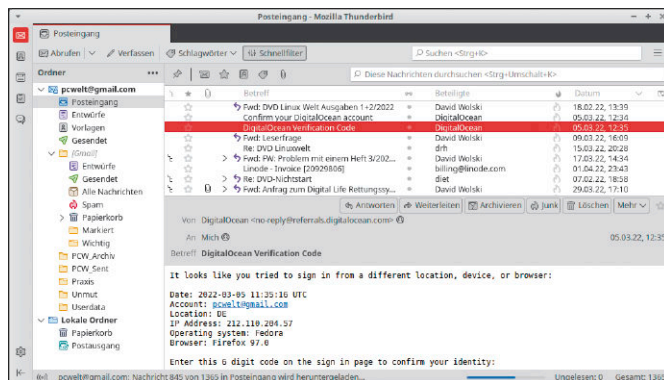 Posteingang - Mozilla Thunderbird
Posteingang
Abrufen Verfassen Schlagwörter Schnellfilter Suchen <Strg+K>
Ordner Diese Nachrichten durchsuchen <Strg+Umschalt+K>
pcwelt@gmail.com Betreff Beteiligte Datum
Posteingang Fwd: DVD Linux Welt Ausgaben 1+2/2022 David Wolski 18.02.22, 13:39
Entwürfe Confirm your DigitalOcean account DigitalOcean 05.03.22, 12:34
Vorlagen DigitalOcean Verification Code DigitalOcean 05.03.22, 12:35
Gesendet Fwd: Leserfrage David Wolski 09.03.22, 16:09
[Gmail] Re: DVD Linuxwelt drh 15.03.22, 20:28
Entwürfe Fwd: FW: Problem mit einem Heft 3/202... David Wolski 17.03.22, 14:34
Gesendet Linode - Invoice [20929806] billing@linode.com 01.04.22, 23:43
Alle Nachrichten Re: DVD-Nichtstart diet 07.02.22, 18:58
Spam Fwd: Anfrag zum Digital Life Rettungssy... David Wolski 29.03.22, 17:10
Papierkorb Antworten Weiterleiten Archivieren Junk Löschen Mehr
Markiert Von DigitalOcean <no-reply@referrals.digitalocean.com>
Wichtig An Mich 05.03.22, 12:35
PCW_Archiv Betreff DigitalOcean Verification Code
PCW_Sent
Praxis It looks like you tried to sign in from a different location, device, or browser:
Unmut
Userdata Date: 2022-03-05 11:35:16 UTC
Account: pcwelt@gmail.com
Lokale Ordner Location: DE
Papierkorb IP Address: 212.110.204.57
Postausgang Operating system: Fedora
Browser: Firefox 97.0
Enter this 6 digit code on the sign in page to confirm your identity:
pcwelt@gmail.com: Nachricht 845 von 1365 in Posteingang wird heruntergeladen... Ungelesen: 0 Gesamt: 1365